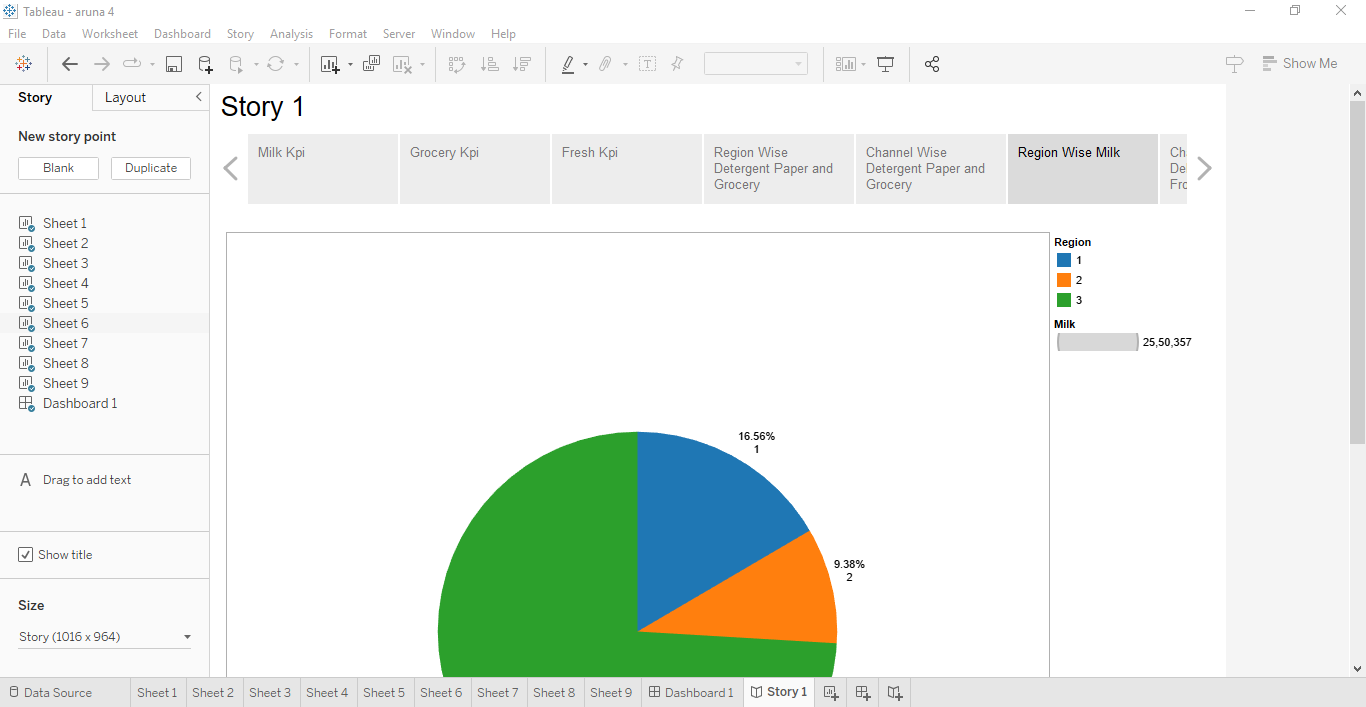 Tableau - aruna 4
File Data Worksheet Dashboard Story Analysis Format Server Window Help
Show Me
Story Layout
New story point
Blank Duplicate
Sheet 1
Sheet 2
Sheet 3
Sheet 4
Sheet 5
Sheet 6
Sheet 7
Sheet 8
Sheet 9
Dashboard 1
A Drag to add text
Show title
Size
Story (1016 x 964)
Story 1
Milk Kpi
Grocery Kpi
Fresh Kpi
Region Wise
Detergent Paper and
Grocery
Channel Wise
Detergent Paper and
Grocery
Region Wise Milk
Region
1
2
3
Milk
25,50,357
16.56%
1
9.38%
2
Data Source Sheet 1 Sheet 2 Sheet 3 Sheet 4 Sheet 5 Sheet 6 Sheet 7 Sheet 8 Sheet 9 Dashboard 1 Story 1